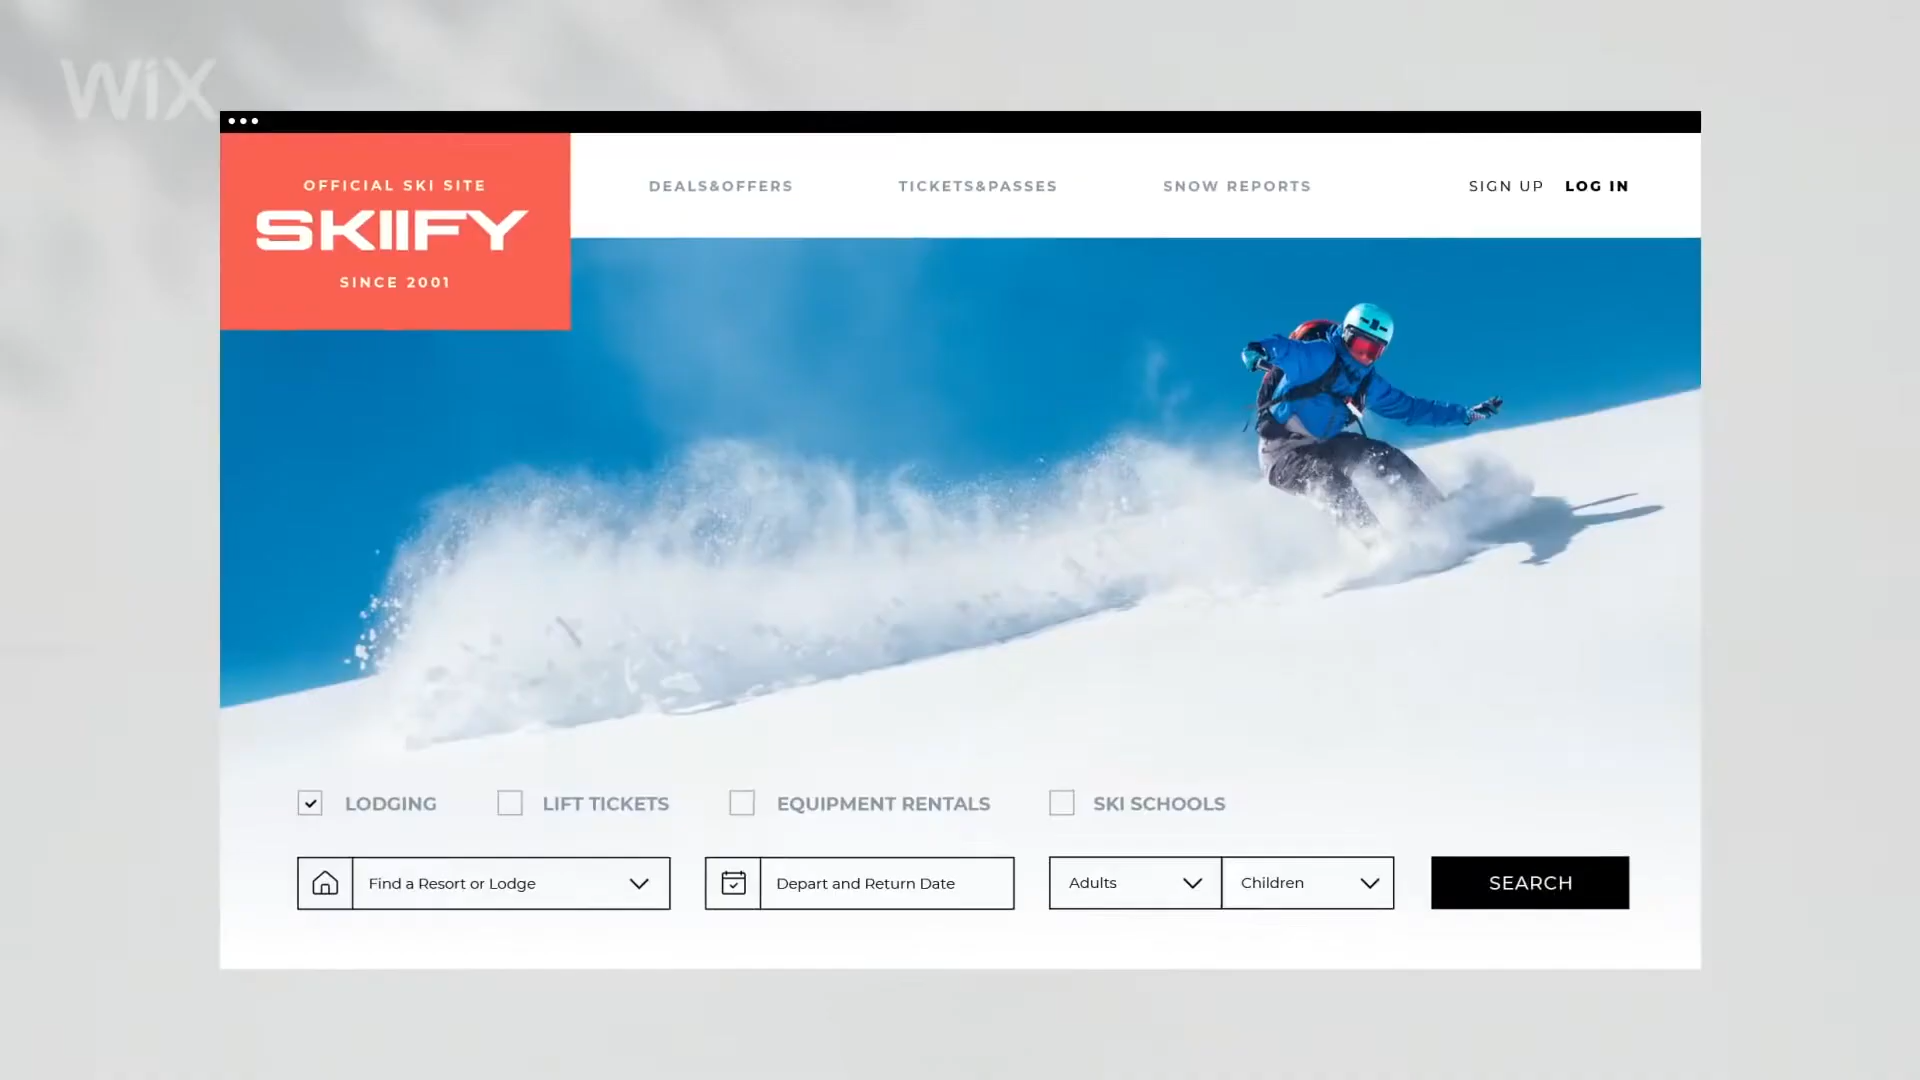 WiX
OFFICIAL SKI SITE
SKIIFY
SINCE 2001
DEALS&OFFERS
TICKETS&PASSES
SNOW REPORTS
SIGN UP
LOG IN
LODGING
LIFT TICKETS
EQUIPMENT RENTALS
SKI SCHOOLS
Find a Resort or Lodge
Depart and Return Date
Adults
Children
SEARCH